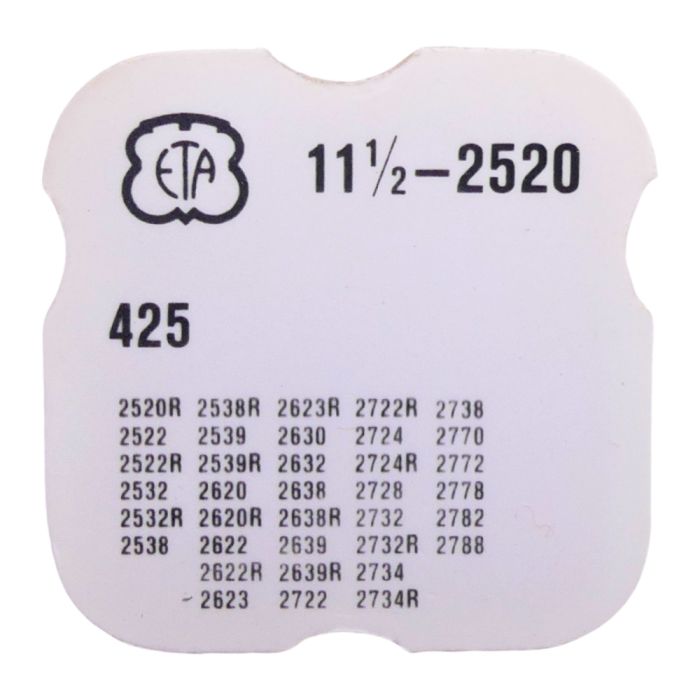 ETA 11 1/2-2520
425
2520R 2538R 2623R 2722R 2738
2522 2539 2630 2724 2770
2522R 2539R 2632 2724R 2772
2532 2620 2638 2728 2778
2532R 2620R 2638R 2732 2782
2538 2622 2639 2732R 2788
2622R 2639R 2734
2623 2722 2734R